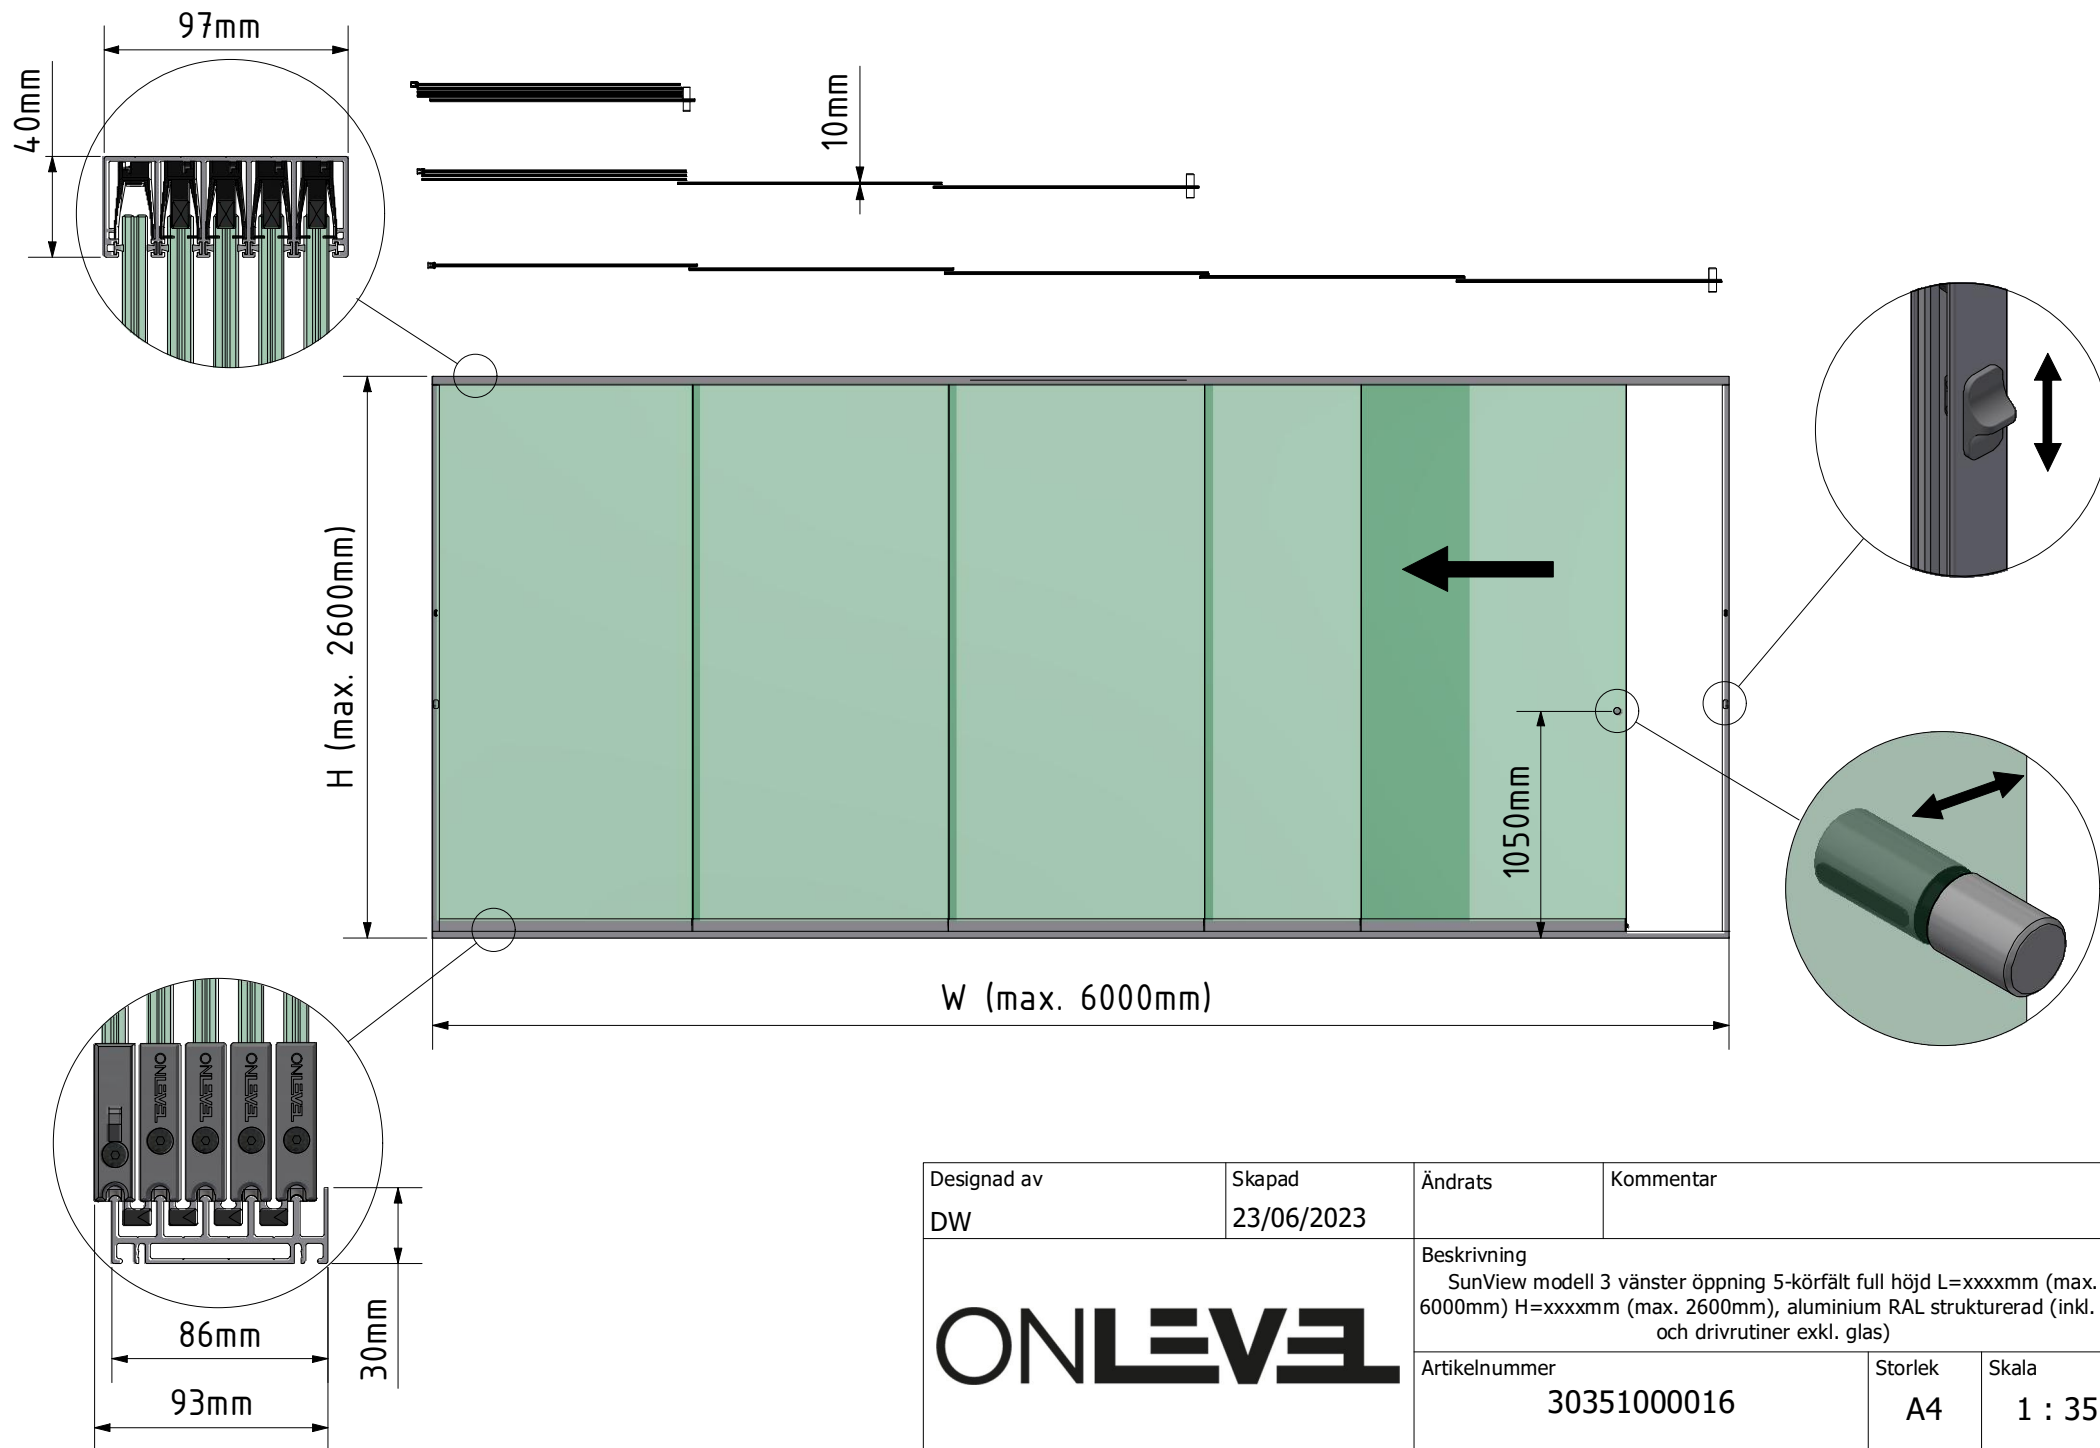 97mm
40mm
10mm
H (max. 2600mm)
1050mm
W (max. 6000mm)
ONLEVEL
ONLEVEL
ONLEVEL
ONLEVEL
30mm
86mm
93mm
Designad av
DW
Skapad
23/06/2023
Ändrats
Kommentar
ONLEVEL
Beskrivning
SunView modell 3 vänster öppning 5-körfält full höjd L=xxxxmm (max.
6000mm) H=xxxxmm (max. 2600mm), aluminium RAL strukturerad (inkl.
och drivrutiner exkl. glas)
Artikelnummer
30351000016
Storlek
A4
Skala
1 : 35